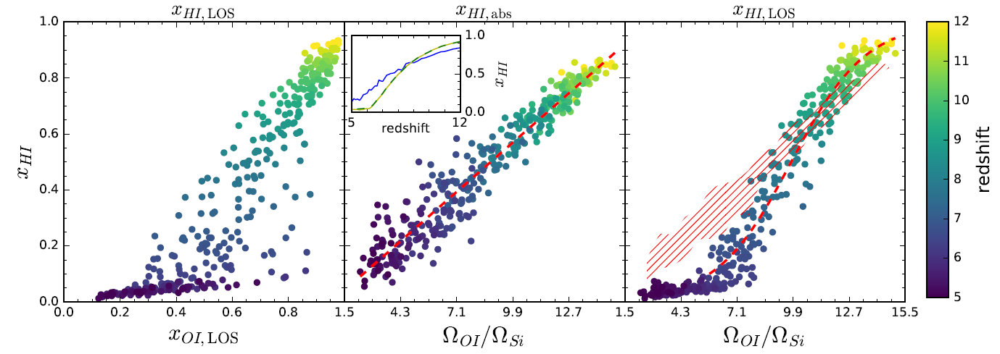 x_{HI,LOS} x_{HI,abs} x_{HI,LOS}
1.0 0.8 0.6 0.4 0.2 0.0
x_{HI}
0.0 0.2 0.4 0.6 0.8 1.5 4.3 7.1 9.9 12.7 1.5 4.3 7.1 9.9 12.7 15.5
x_{OI,LOS} Ω_{OI}/Ω_{Si} Ω_{OI}/Ω_{Si}
1.0 0.5 0.0
x_{HI}
5 12
redshift
12 11 10 9 8 7 6 5
redshift